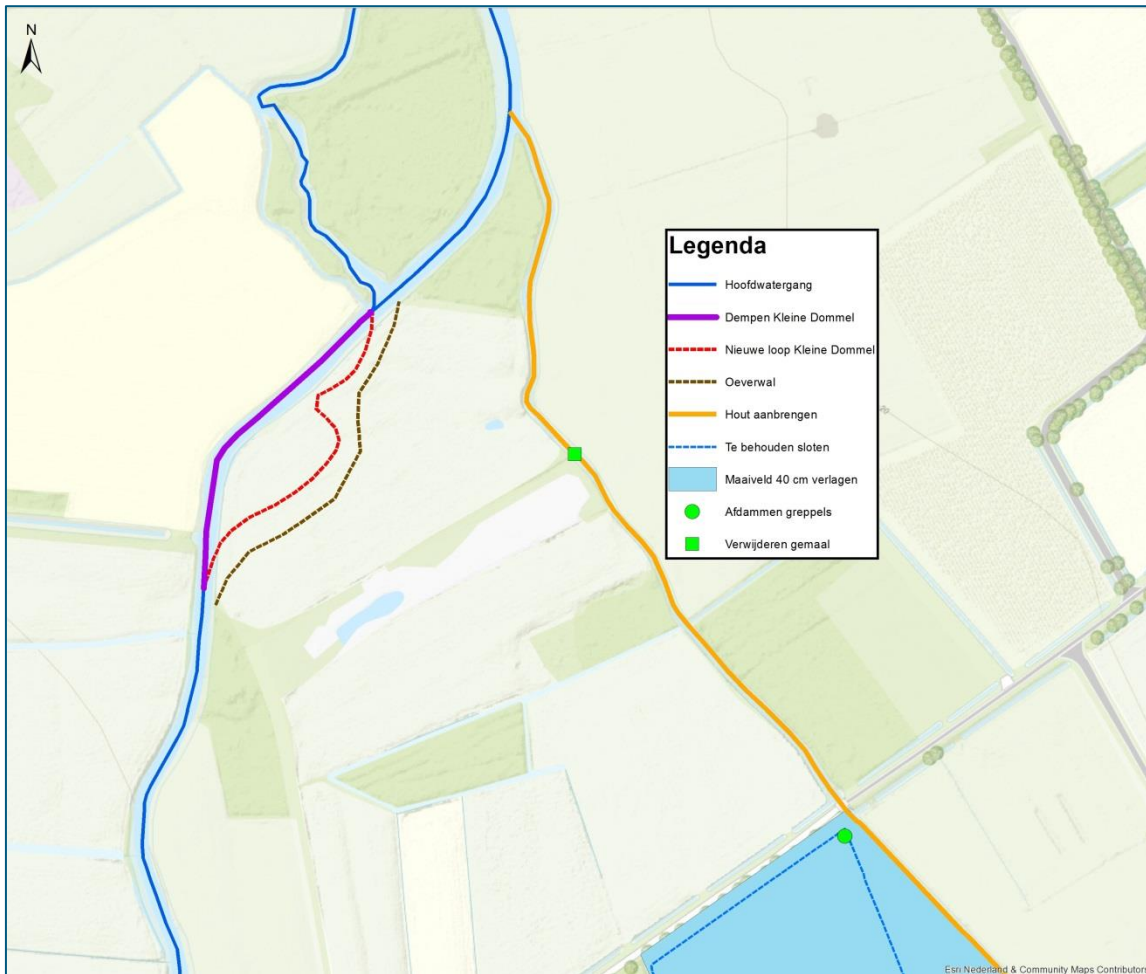 N
Legenda
Hoofdwatergang
Dempen Kleine Dommel
Nieuwe loop Kleine Dommel
Oeverwal
Hout aanbrengen
Te behouden sloten
Maaiveld 40 cm verlagen
Afdammen greppels
Verwijderen gemaal
Esri Nederland & Community Maps Contributor